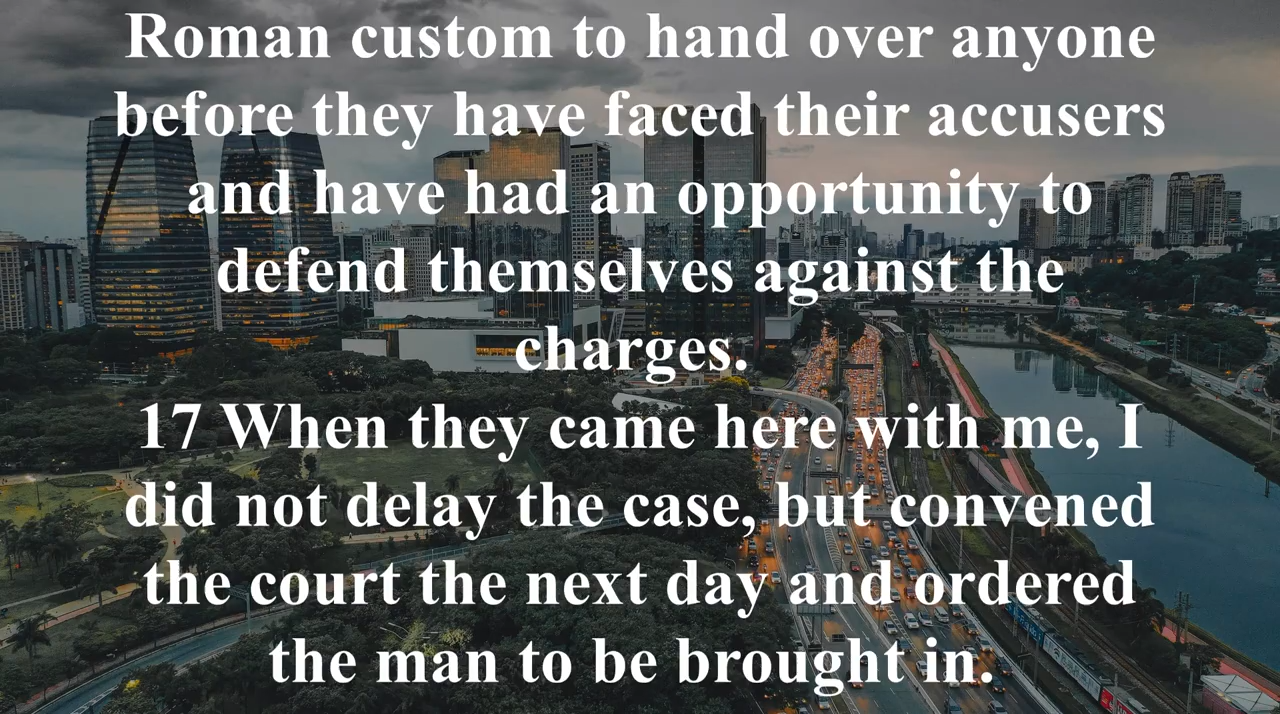 Roman custom to hand over anyone
before they have faced their accusers
and have had an opportunity to
defend themselves against the
charges.
17 When they came here with me, I
did not delay the case, but convened
the court the next day and ordered
the man to be brought in.